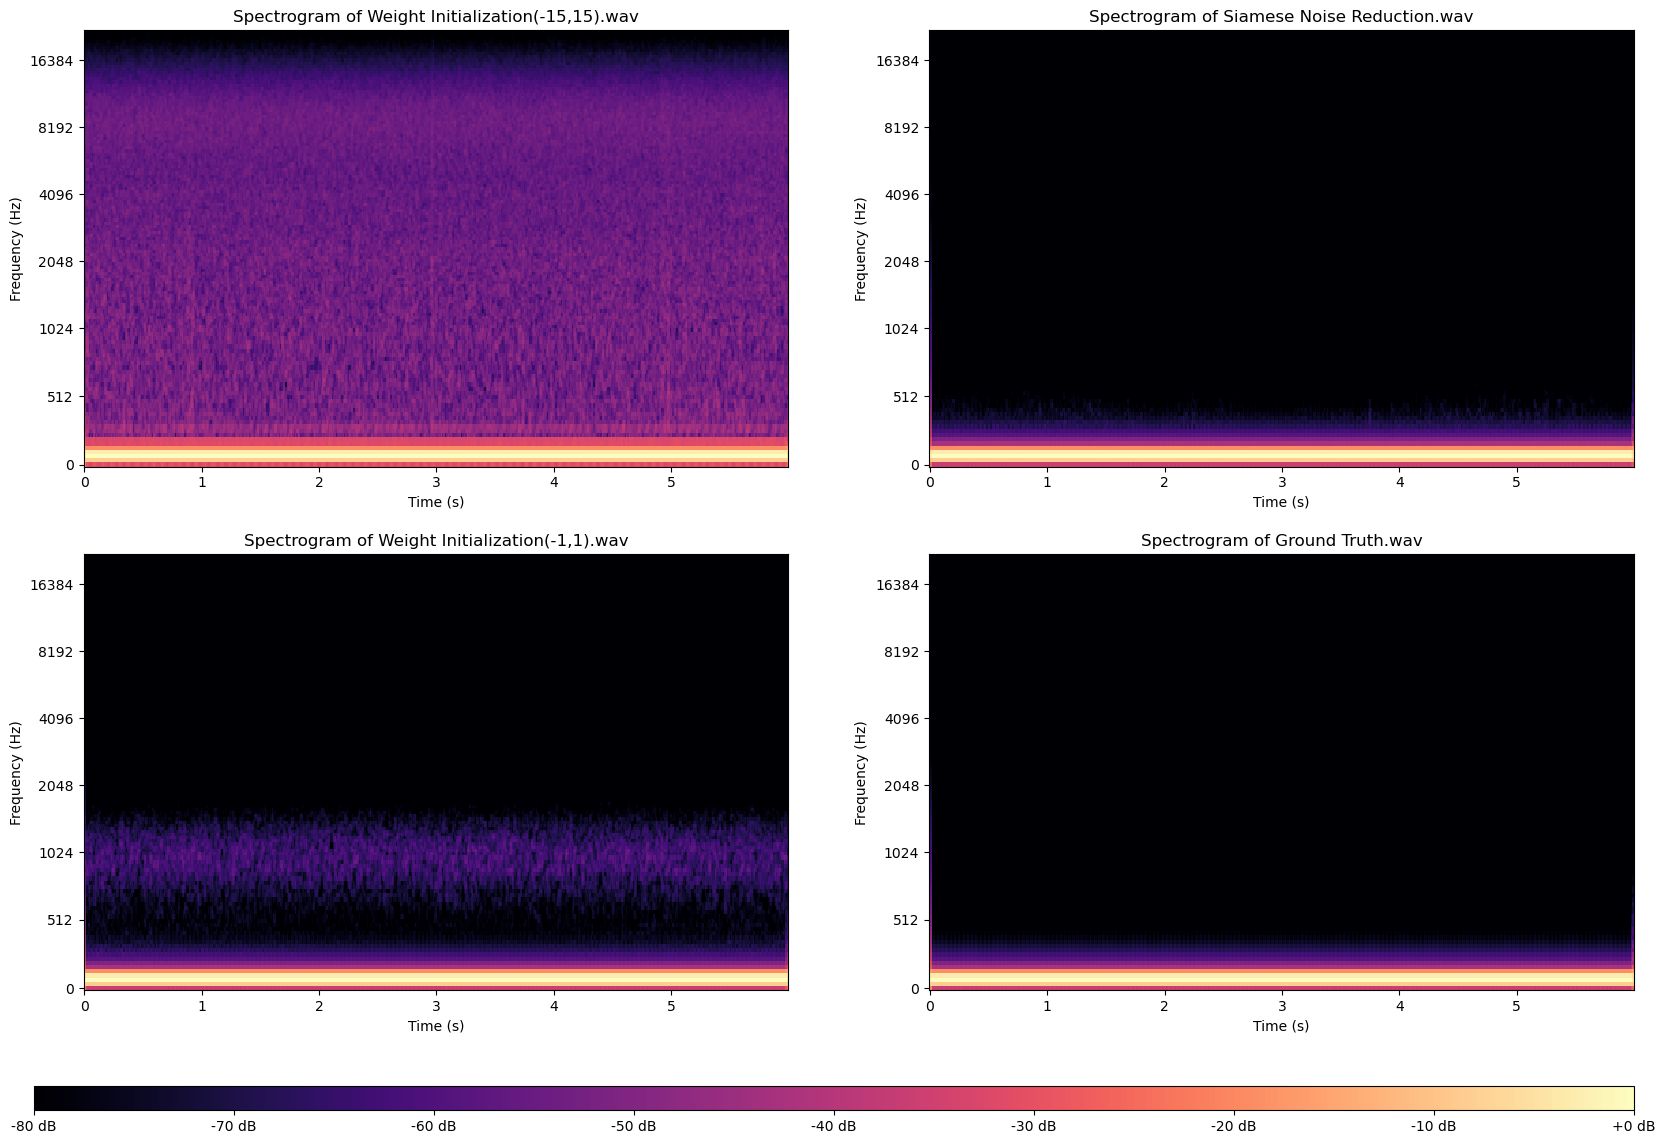 Spectrogram of Weight Initialization(-15,15).wav
Frequency (Hz)
16384
8192
4096
2048
1024
512
0
0 1 2 3 4 5
Time (s)
Spectrogram of Siamese Noise Reduction.wav
Frequency (Hz)
16384
8192
4096
2048
1024
512
0
0 1 2 3 4 5
Time (s)
Spectrogram of Weight Initialization(-1,1).wav
Frequency (Hz)
16384
8192
4096
2048
1024
512
0
0 1 2 3 4 5
Time (s)
Spectrogram of Ground Truth.wav
Frequency (Hz)
16384
8192
4096
2048
1024
512
0
0 1 2 3 4 5
Time (s)
-80 dB -70 dB -60 dB -50 dB -40 dB -30 dB -20 dB -10 dB +0 dB